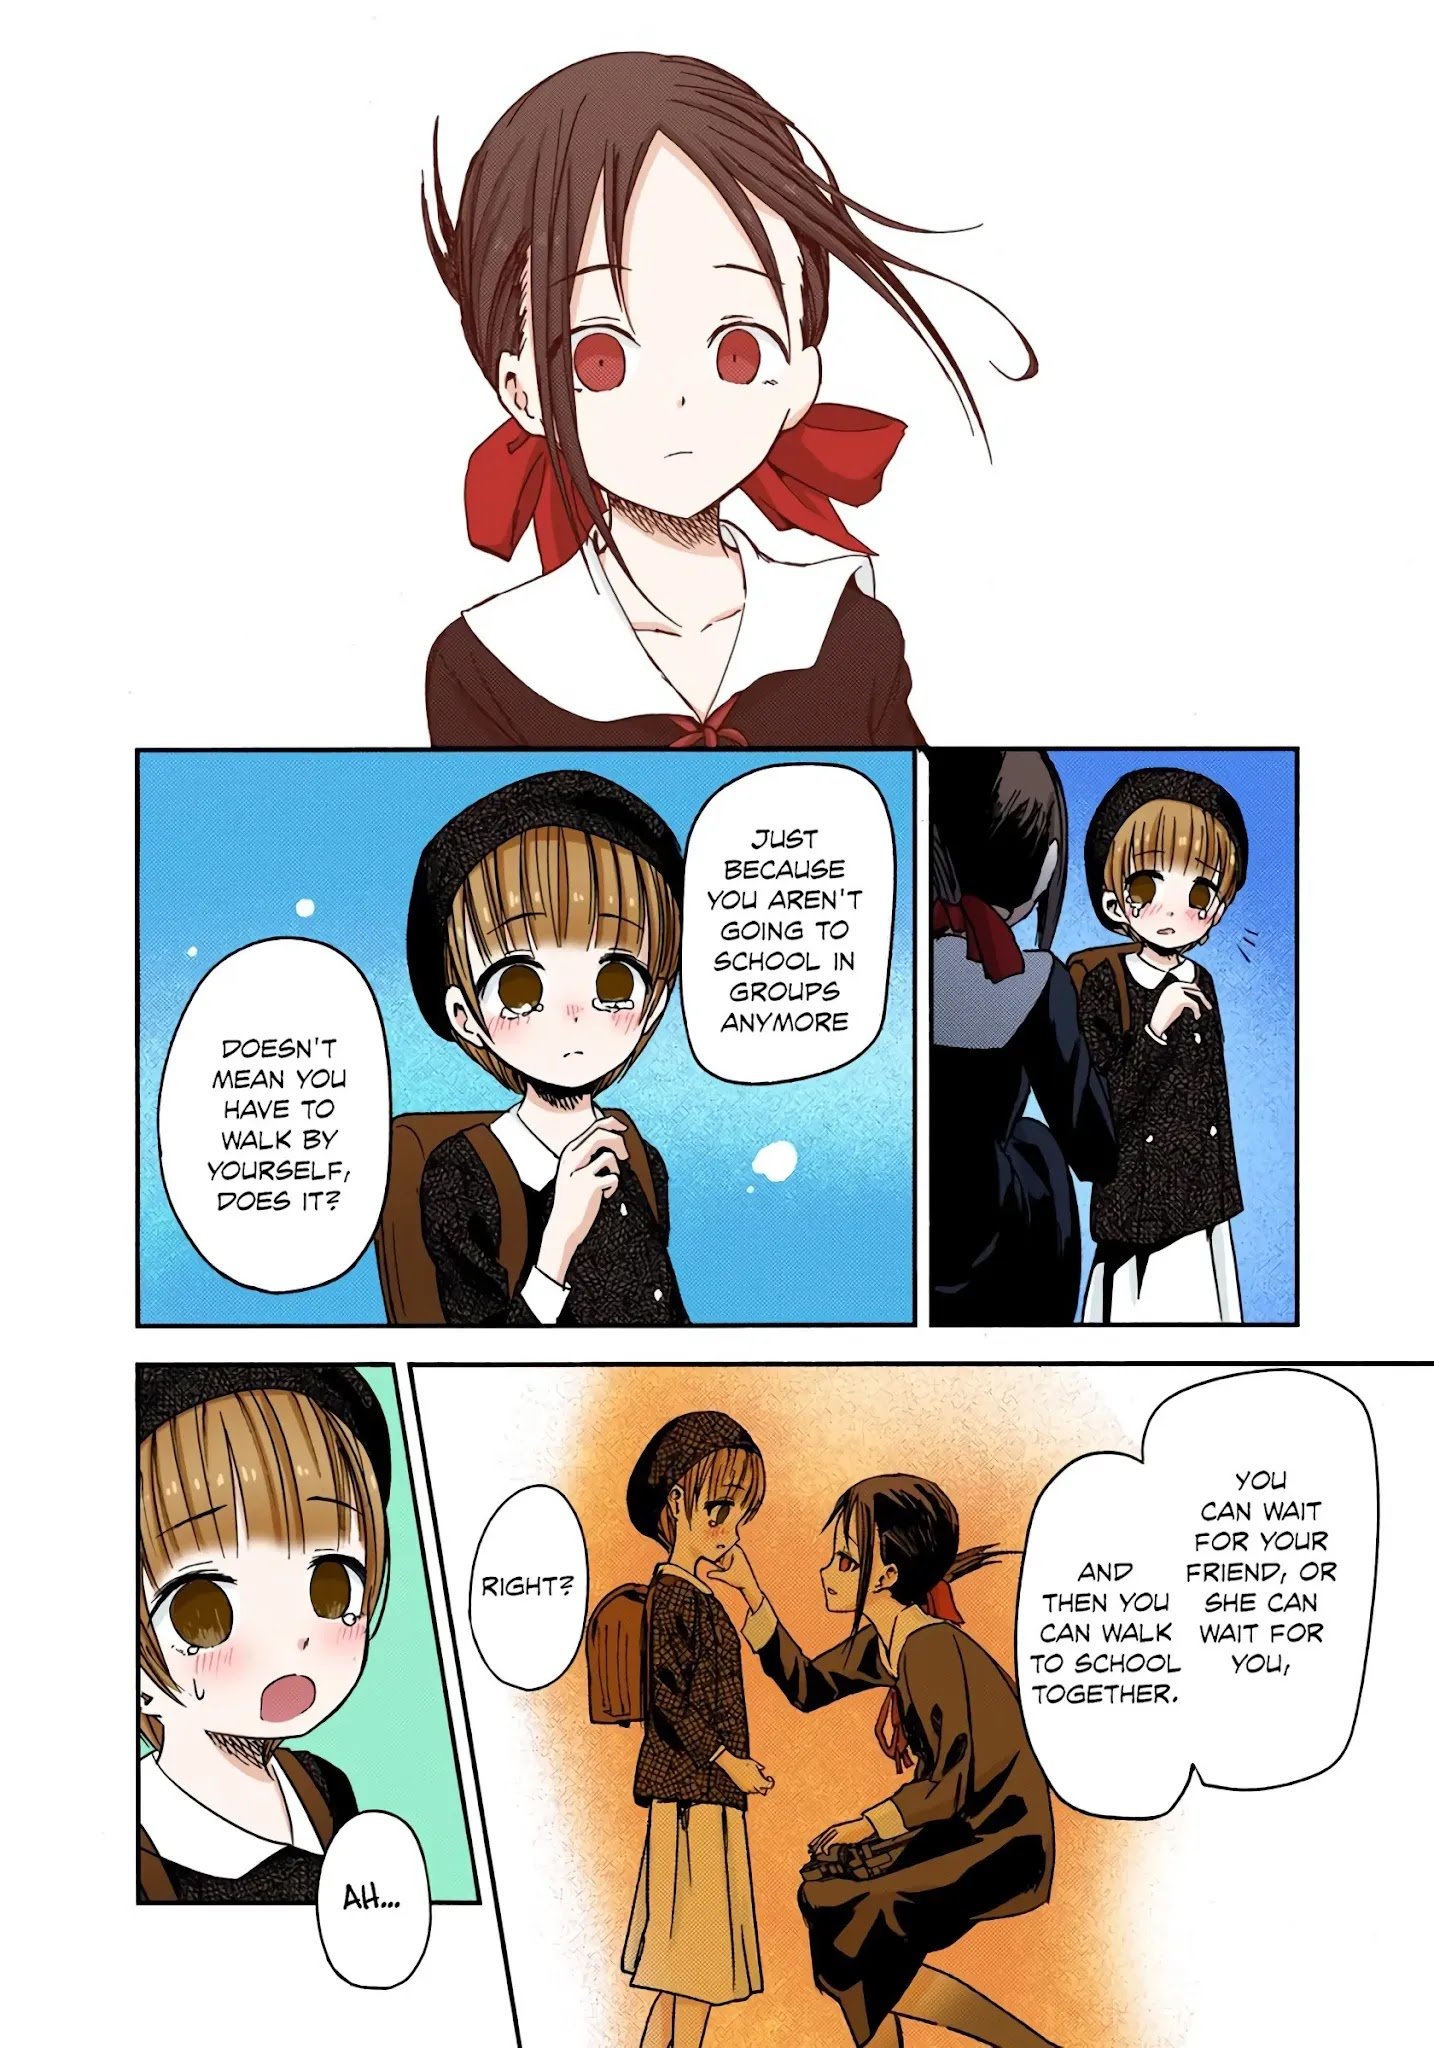 JUST
BECAUSE
YOU AREN'T
GOING TO
SCHOOL IN
GROUPS
ANYMORE
DOESN'T
MEAN YOU
HAVE TO
WALK BY
YOURSELF,
DOES IT?
YOU
CAN WAIT
FOR YOUR
FRIEND, OR
SHE CAN
WAIT FOR
YOU,
AND
THEN YOU
CAN WALK
TO SCHOOL
TOGETHER.
RIGHT?
AH...